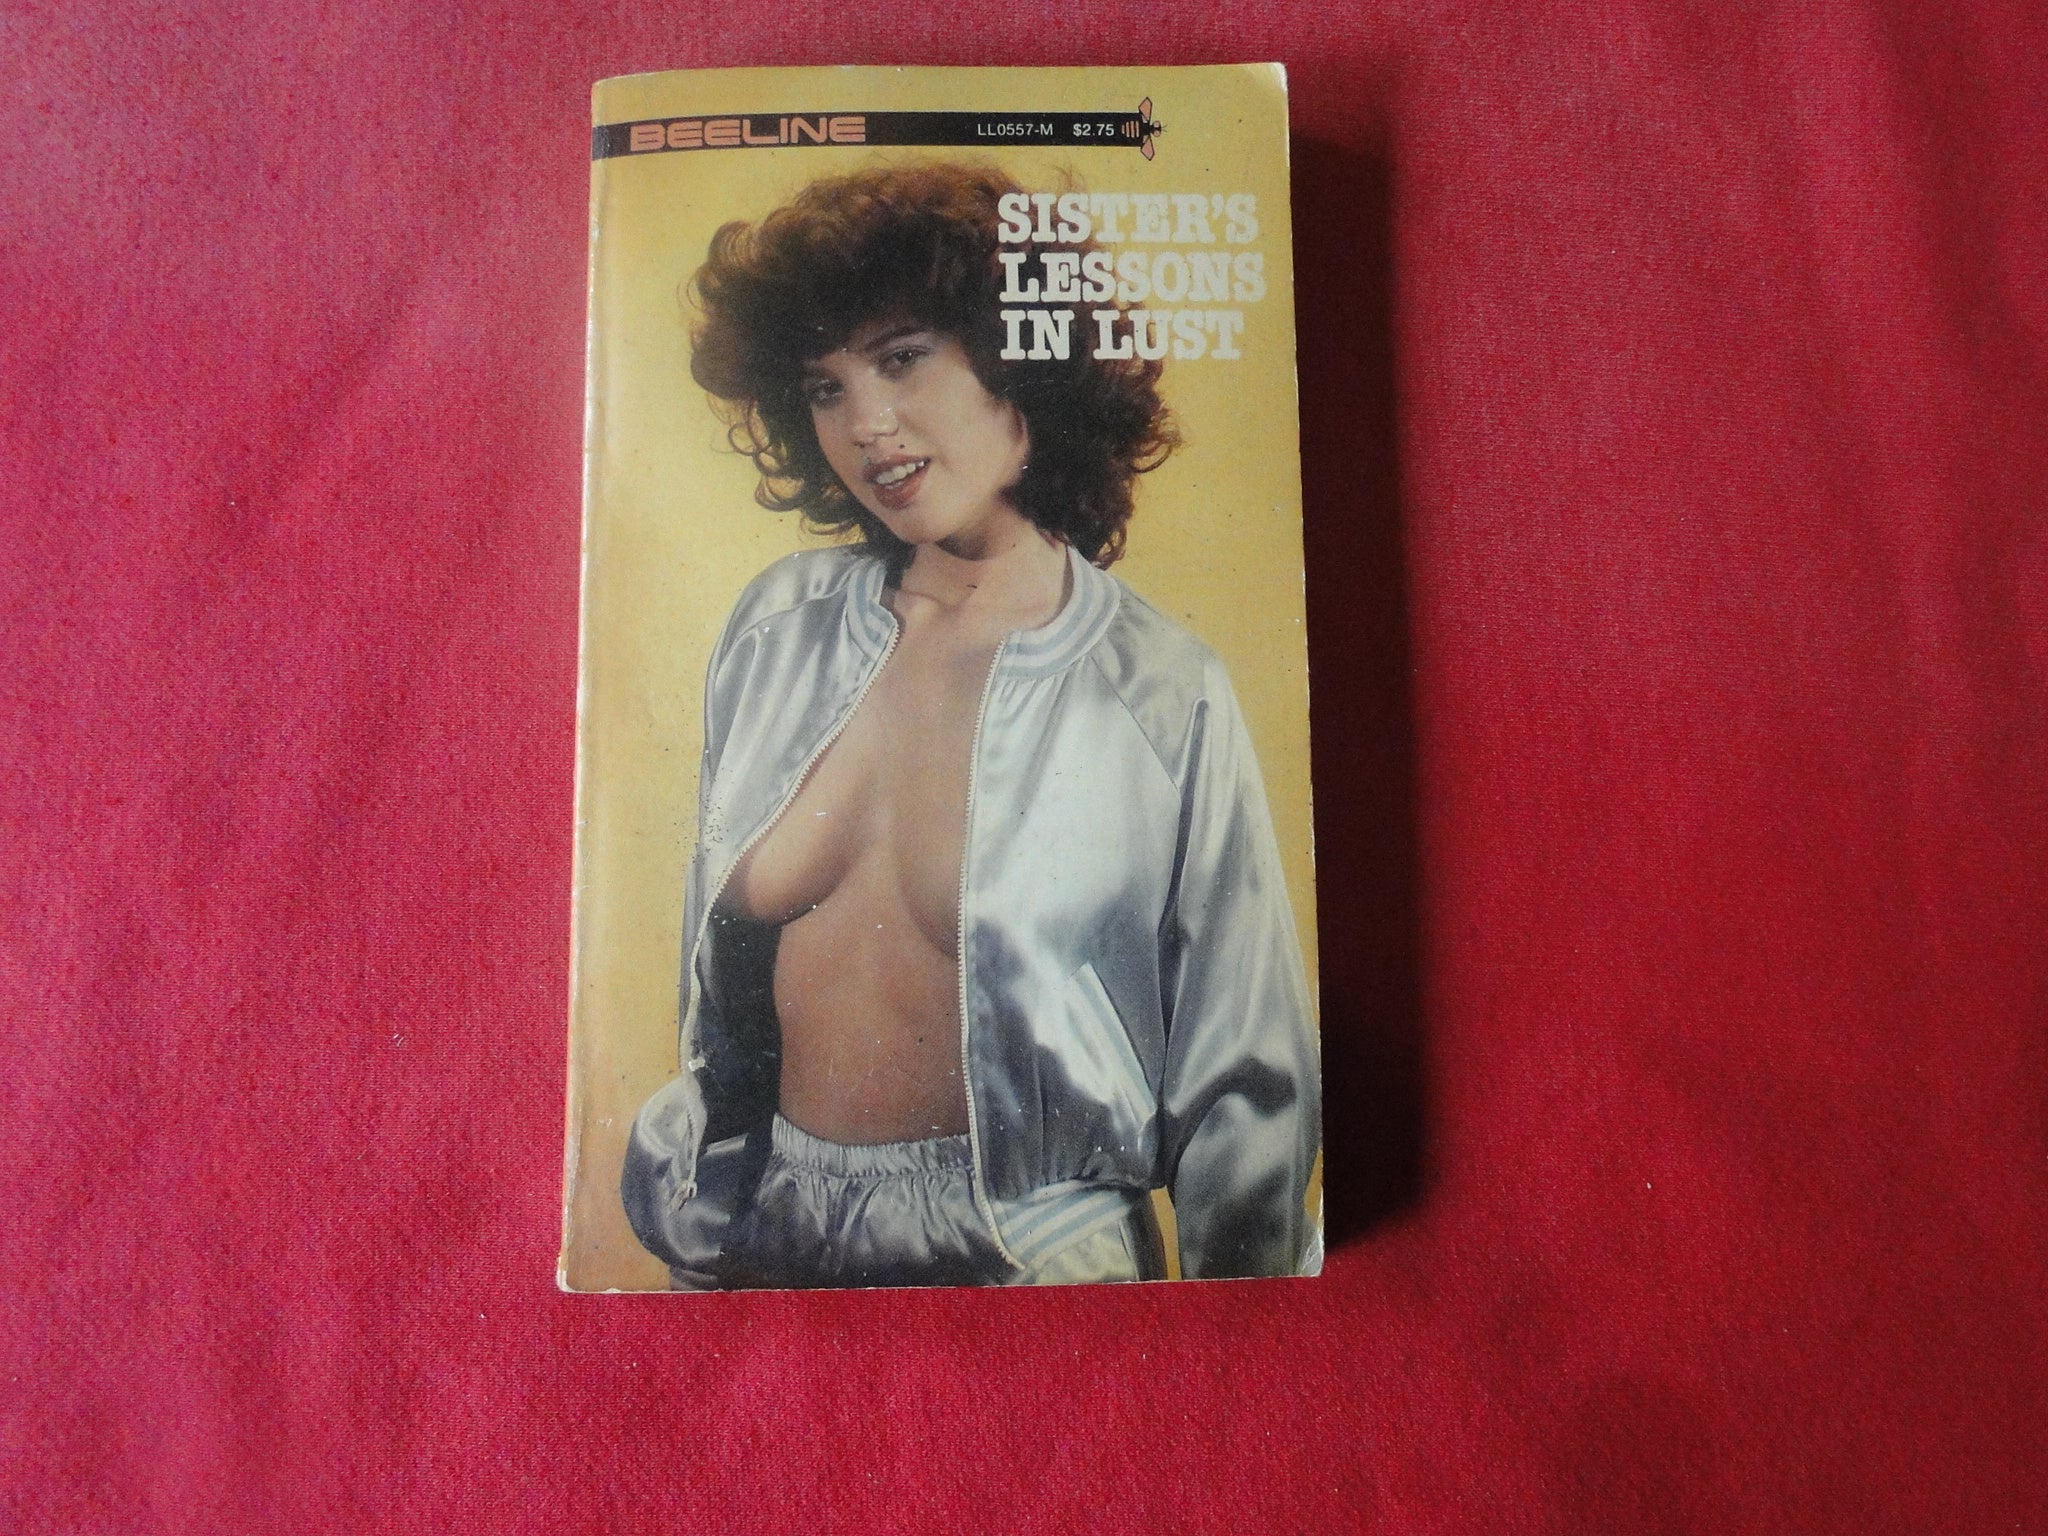 BEELINE LL0557-M $2.75
SISTER'S
LESSONS
IN LUST